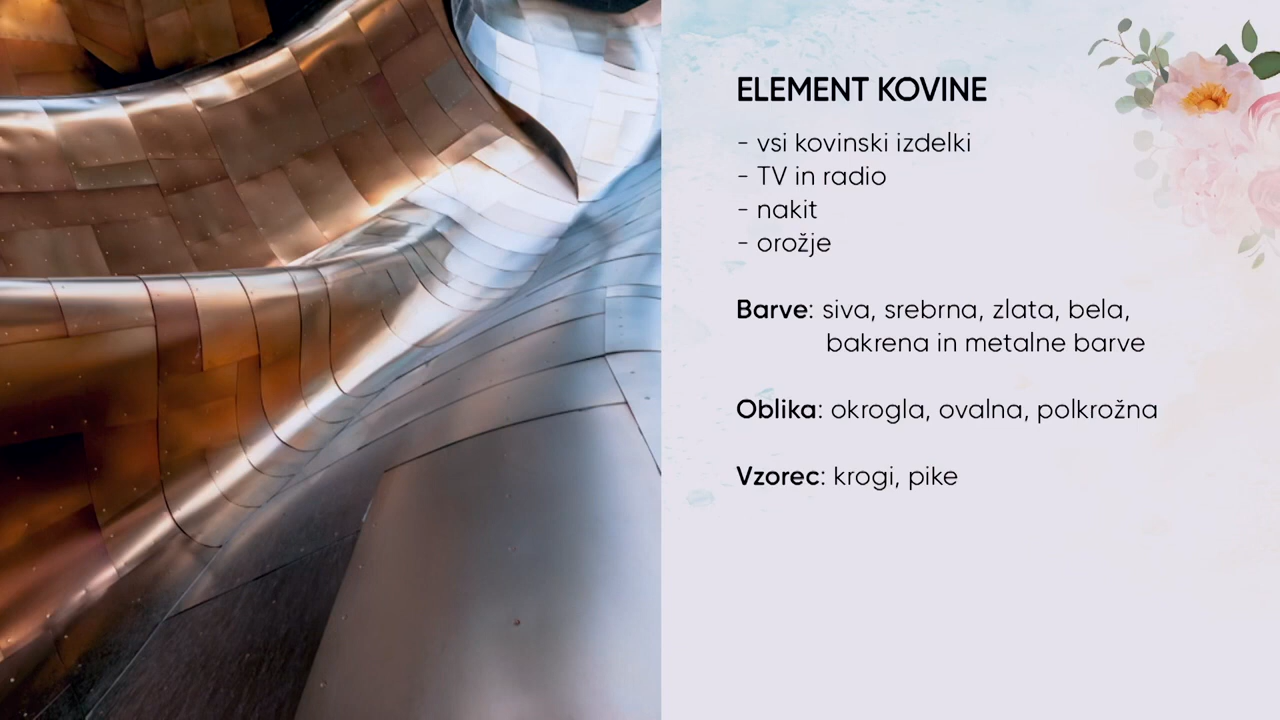 ELEMENT KOVINE
- vsi kovinski izdelki
- TV in radio
- nakit
- orožje
Barve: siva, srebrna, zlata, bela,
bakrena in metalne barve
Oblika: okrogla, ovalna, polkrožna
Vzorec: krogi, pike